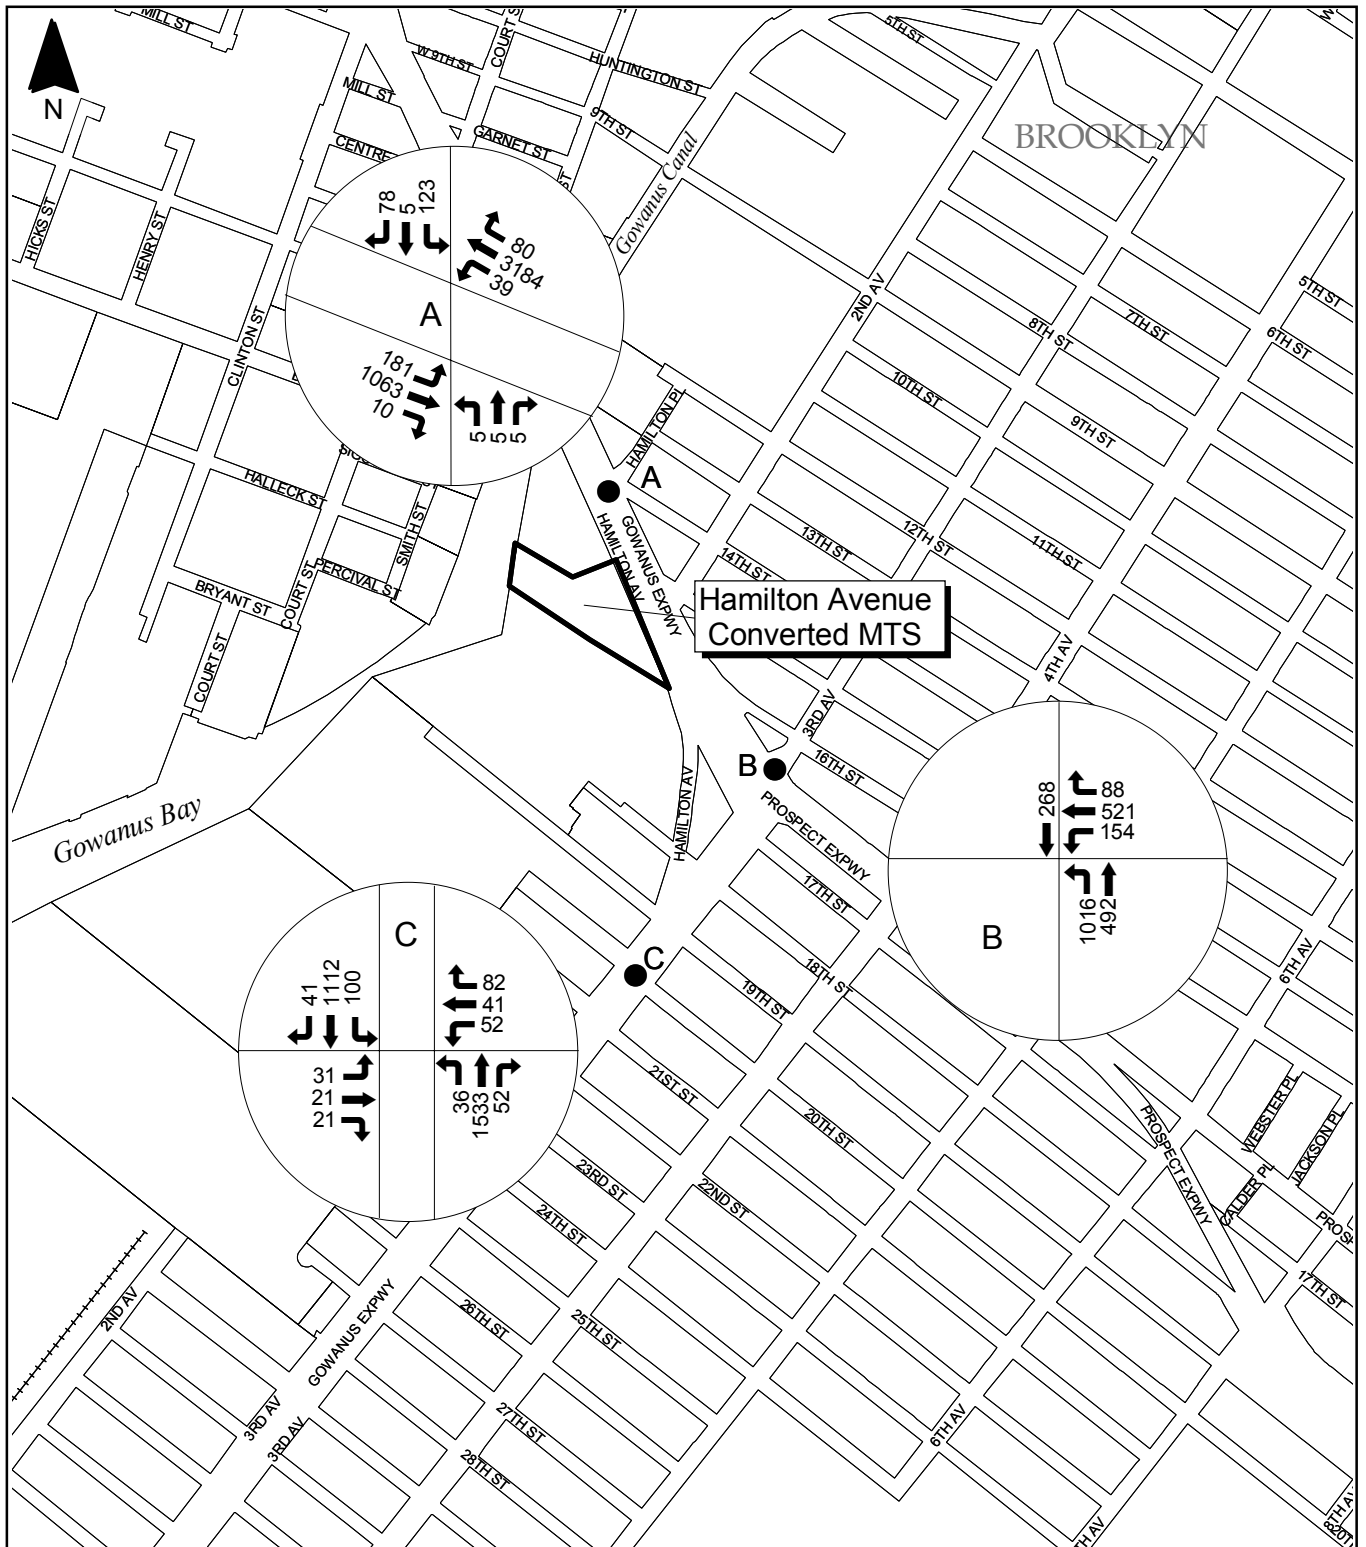 MILL ST
COURT S
W 9TH ST
HUNTINGTON ST
5TH ST
N
MILL ST
9TH ST
GARNET ST
CENTRE
ST
Gowanus Canal
BROOKLYN
HICKS ST
HENRY ST
CLINTON ST
78
5
123
80
3184
39
A
181
1063
10
5
5
5
2ND AV
5TH ST
7TH ST
6TH ST
8TH ST
10TH ST
9TH ST
HAMILTON PL
A
HALLECK ST
SMITH ST
COURT ST
PERCIVAL ST
BRYANT ST
COURT ST
HAMILTON AV
GOWANUS EXPWY
13TH ST
12TH ST
11TH ST
14TH ST
Hamilton Avenue
Converted MTS
4TH AV
3RD AV
B
16TH ST
HAMILTON AV
PROSPECT EXPWY
Gowanus Bay
268
88
521
154
1016
492
B
17TH ST
18TH ST
19TH ST
6TH AV
C
C
41
1112
100
82
41
52
31
21
21
36
1533
52
21ST ST
20TH ST
23RD ST
22ND ST
24TH ST
PROSPECT EXPWY
WEBSTER PL
JACKSON PL
CALDER PL
PROSP
17TH ST
2ND AV
GOWANUS EXPWY
26TH ST
25TH ST
3RD AV
3RD AV
27TH ST
28TH ST
6TH AV
TH AV